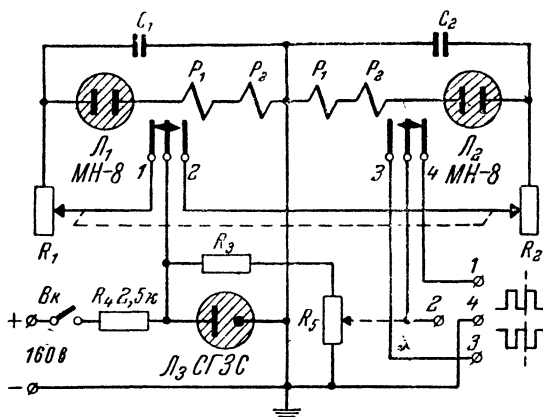 C₁
C₂
P₁ P₂ P₁ P₂
Л₁ МН-8
Л₂ МН-8
1 2 3 4
R₁
R₂
R₃
Вк
R₄ 2,5к
R₅
+
160в
−
Л₃ СГ3С
1
2
4
3